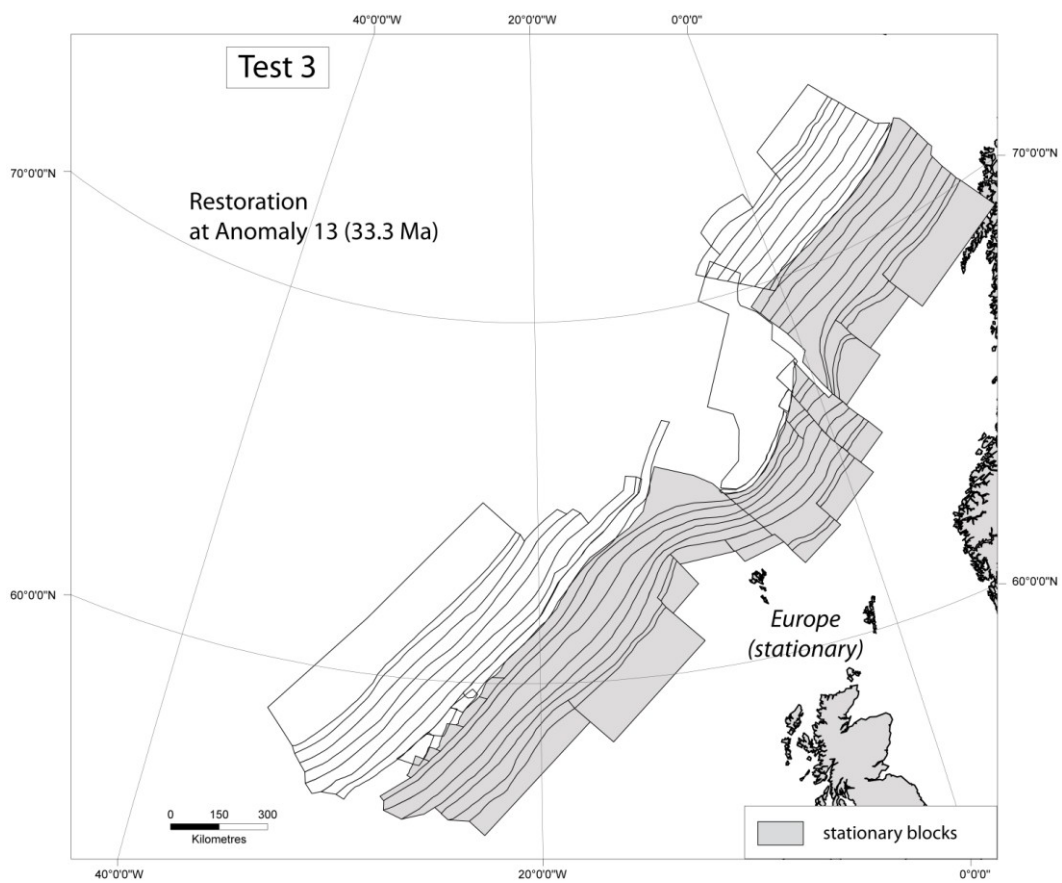 40°0'0"W
20°0'0"W
0°0'0"
Test 3
70°0'0"N
70°0'0"N
Restoration
at Anomaly 13 (33.3 Ma)
60°0'0"N
60°0'0"N
Europe
(stationary)
0 150 300
Kilometres
stationary blocks
40°0'0"W
20°0'0"W
0°0'0"